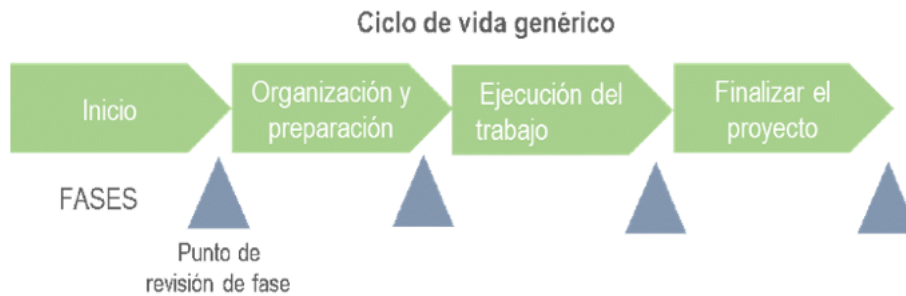 Ciclo de vida genérico
Inicio
Organización y
preparación
Ejecución del
trabajo
Finalizar el
proyecto
FASES
Punto de
revisión de fase